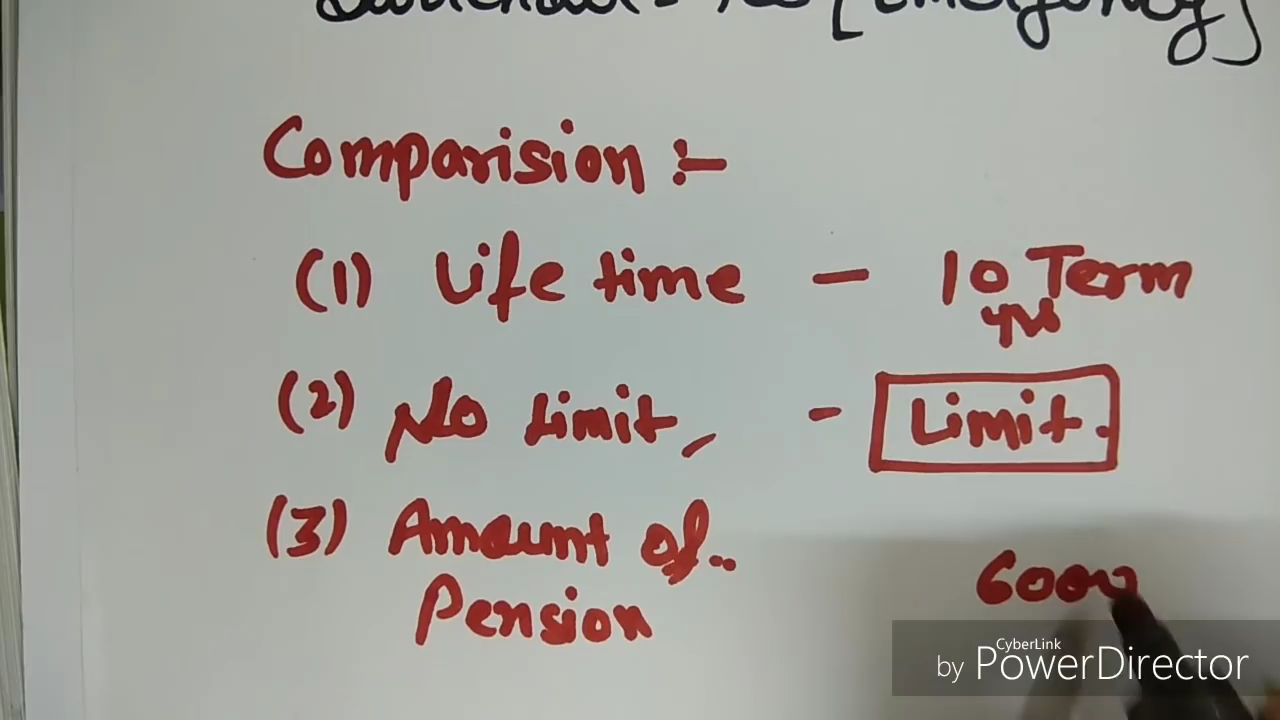 [Emergency]
Comparision :-
(1) Life time - 10 Term
yrs
(2) No Limit, - Limit.
(3) Amount of..
Pension 6000
CyberLink
by PowerDirector